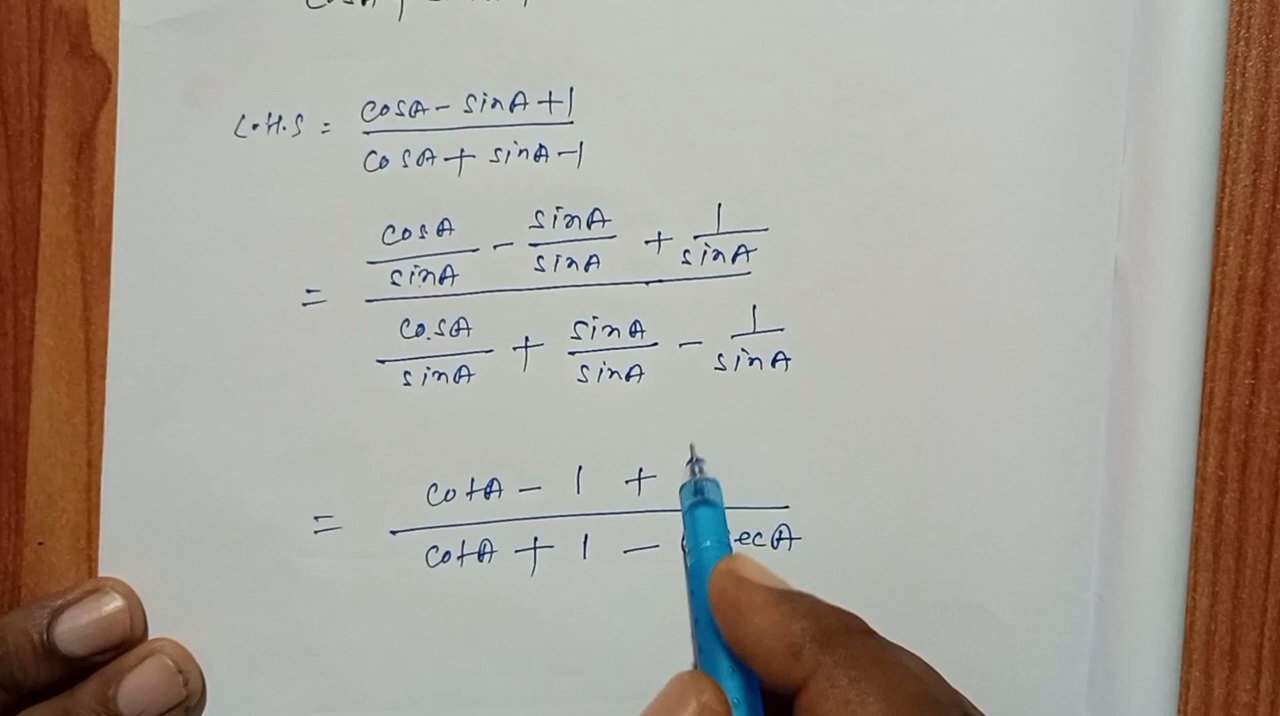 L.H.S = cosA - sinA + 1
cosA + sinA - 1
= cosA/sinA - sinA/sinA + 1/sinA
cosA/sinA + sinA/sinA - 1/sinA
= cotA - 1 +
cotA + 1 -